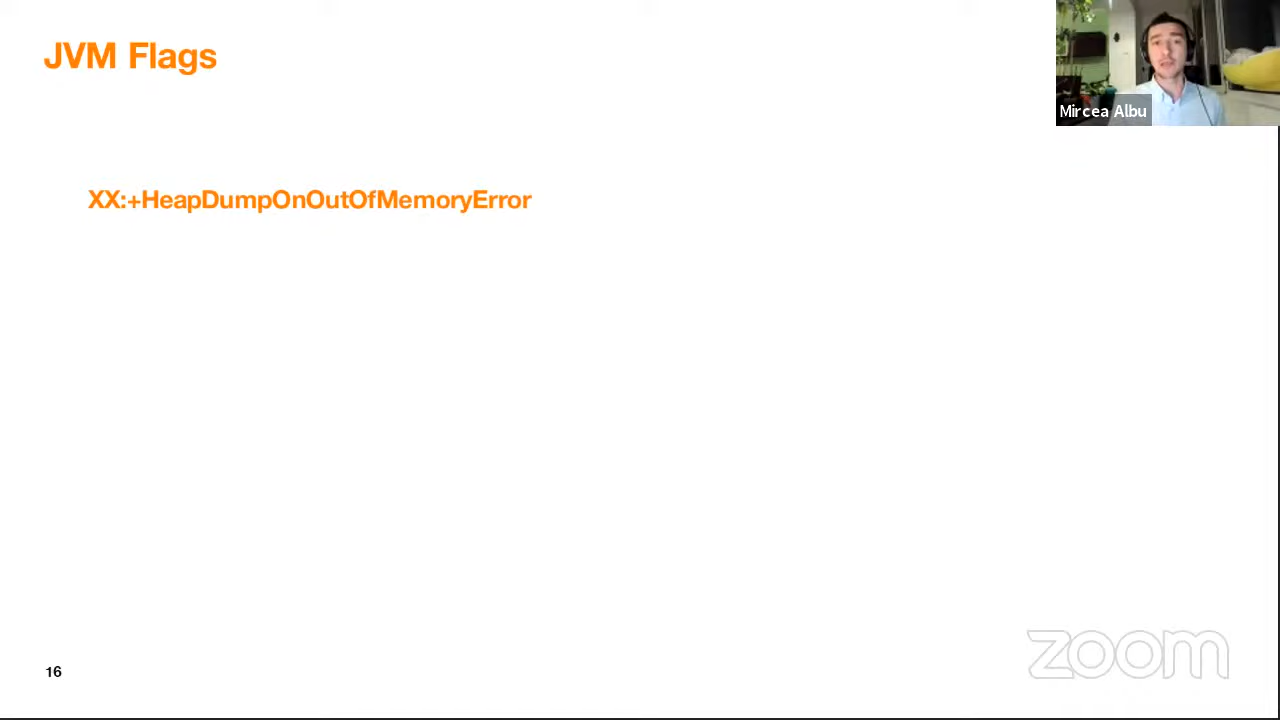 JVM Flags
Mircea Albu
XX:+HeapDumpOnOutOfMemoryError
zoom
16